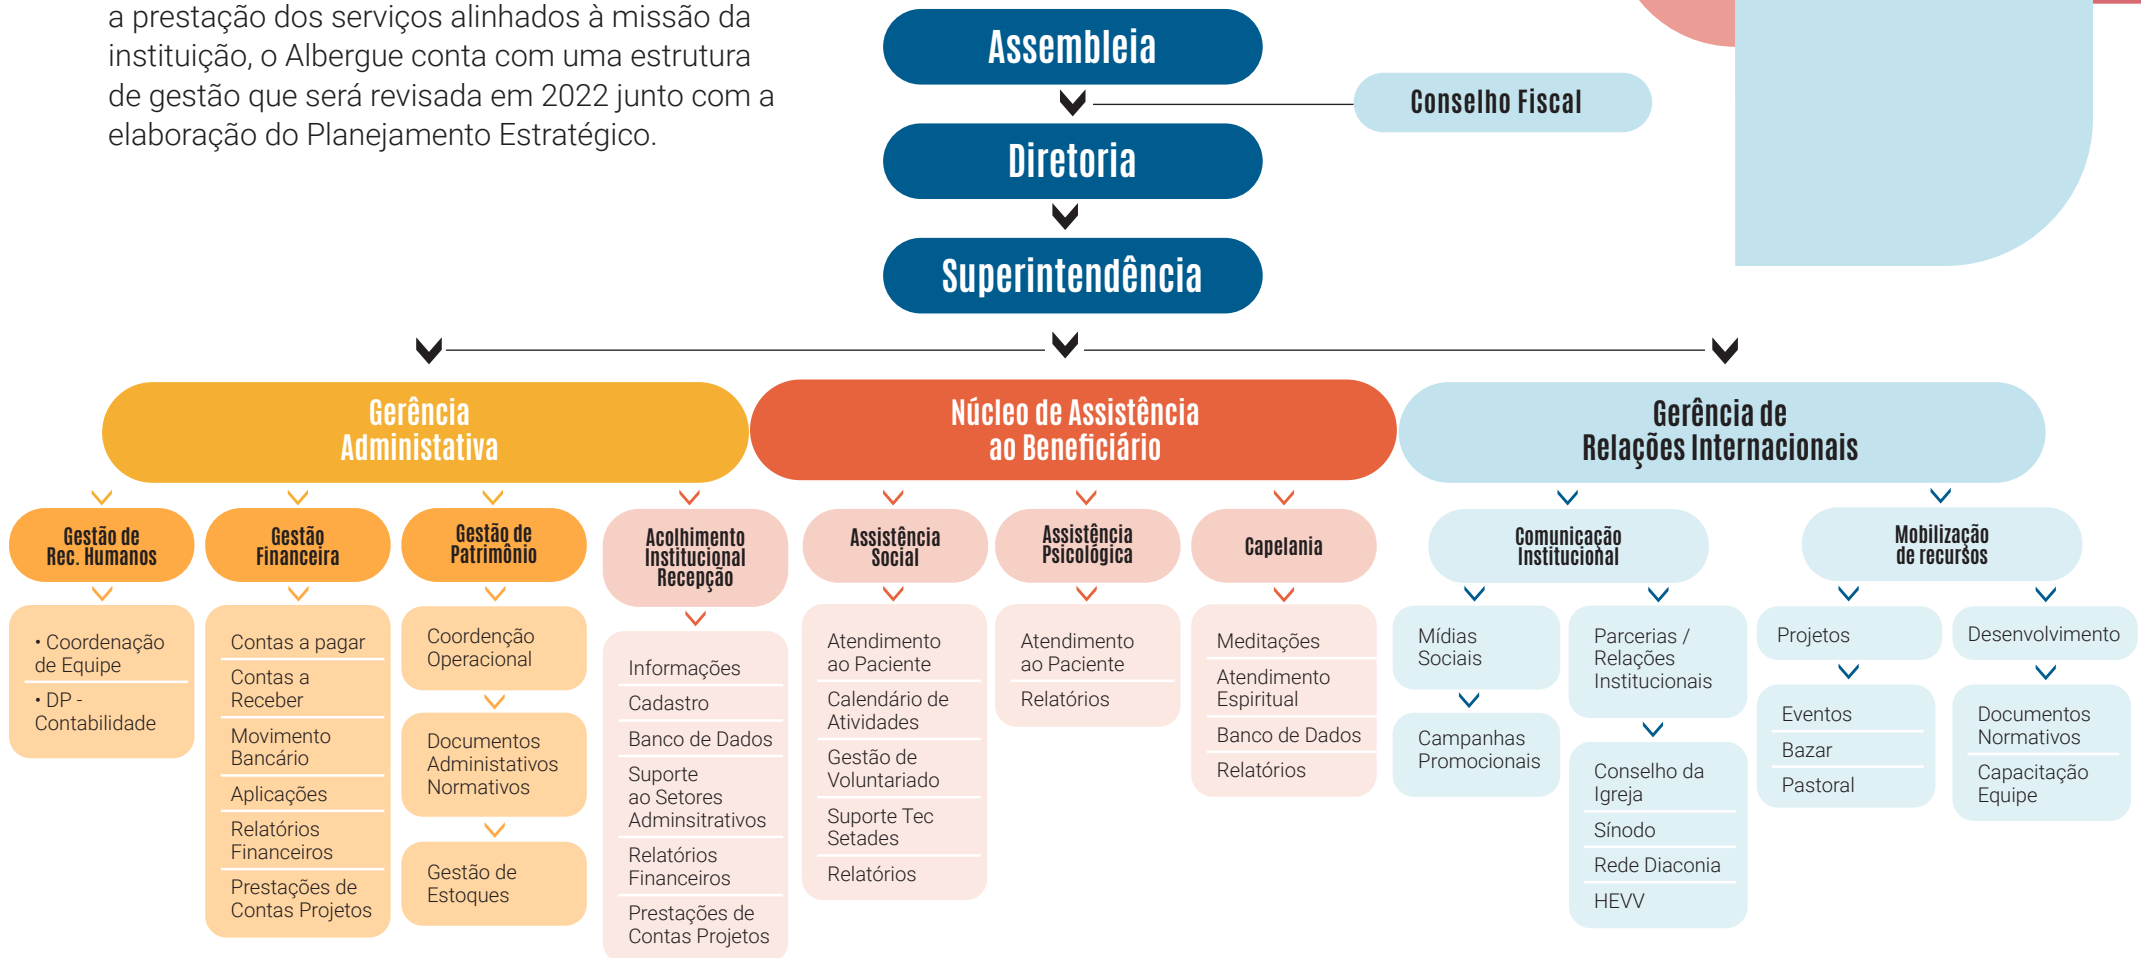 a prestação dos serviços alinhados à missão da
instituição, o Albergue conta com uma estrutura
de gestão que será revisada em 2022 junto com a
elaboração do Planejamento Estratégico.
Assembleia
Conselho Fiscal
Diretoria
Superintendência
Gerência
Administativa
Núcleo de Assistência
ao Beneficiário
Gerência de
Relações Internacionais
Gestão de
Rec. Humanos
• Coordenação
de Equipe
• DP -
Contabilidade
Gestão
Financeira
Contas a pagar
Contas a
Receber
Movimento
Bancário
Aplicações
Relatórios
Financeiros
Prestações de
Contas Projetos
Gestão de
Patrimônio
Coordenção
Operacional
Documentos
Administativos
Normativos
Gestão de
Estoques
Acolhimento
Institucional
Recepção
Informações
Cadastro
Banco de Dados
Suporte
ao Setores
Adminsitrativos
Relatórios
Financeiros
Prestações de
Contas Projetos
Assistência
Social
Atendimento
ao Paciente
Calendário de
Atividades
Gestão de
Voluntariado
Suporte Tec
Setades
Relatórios
Assistência
Psicológica
Atendimento
ao Paciente
Relatórios
Capelania
Meditações
Atendimento
Espiritual
Banco de Dados
Relatórios
Comunicação
Institucional
Mídias
Sociais
Campanhas
Promocionais
Parcerias /
Relações
Institucionais
Conselho da
Igreja
Sínodo
Rede Diaconia
HEVV
Mobilização
de recursos
Projetos
Eventos
Bazar
Pastoral
Desenvolvimento
Documentos
Normativos
Capacitação
Equipe